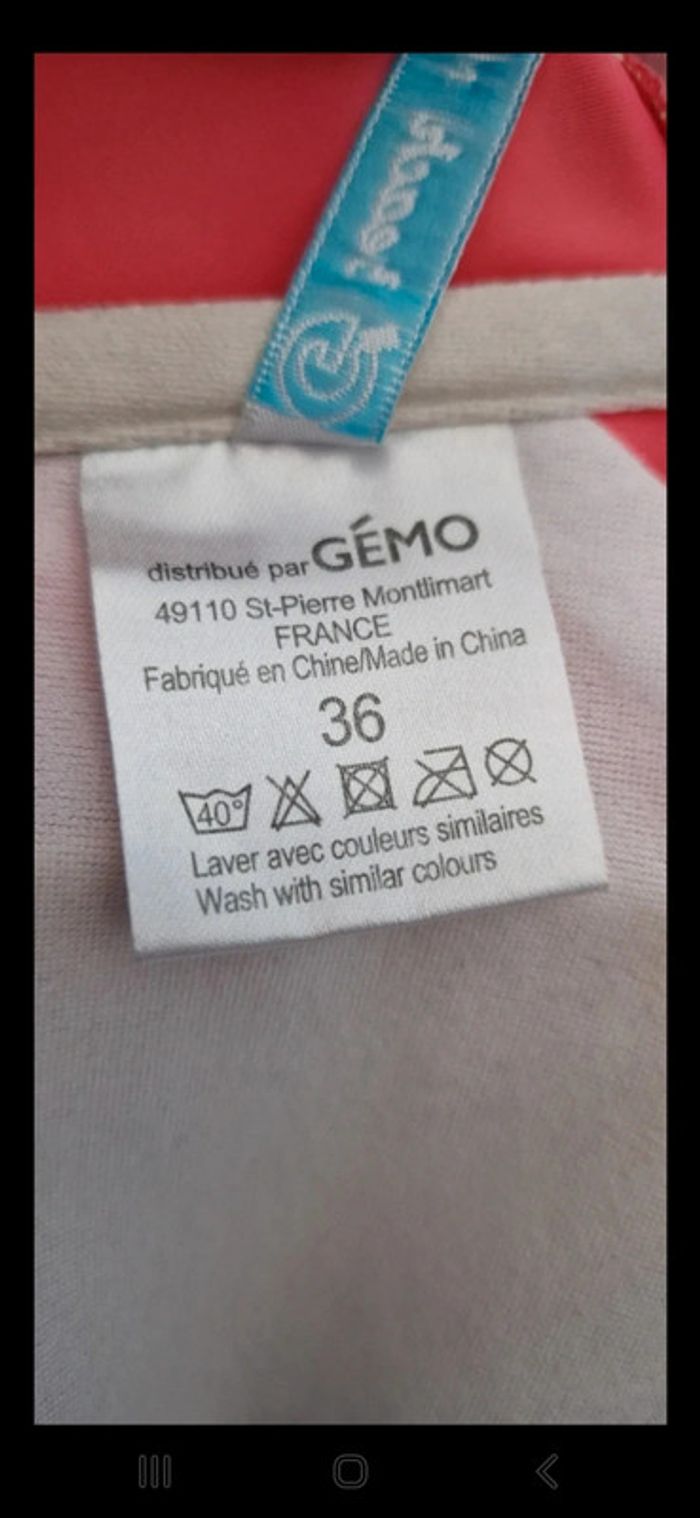 distribué par GÉMO
49110 St-Pierre Montlimart
FRANCE
Fabriqué en Chine/Made in China
36
40°
Laver avec couleurs similaires
Wash with similar colours